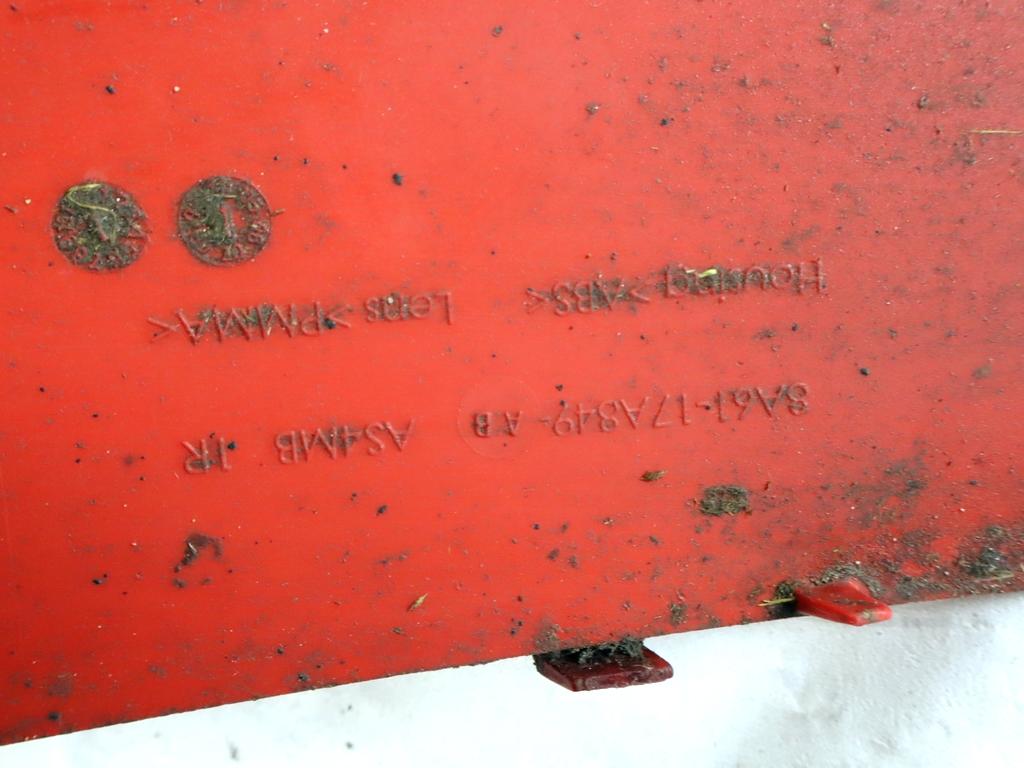 8A61-17A849-AB AS4MB JR
Housing >ABS< Lens >PMMA<